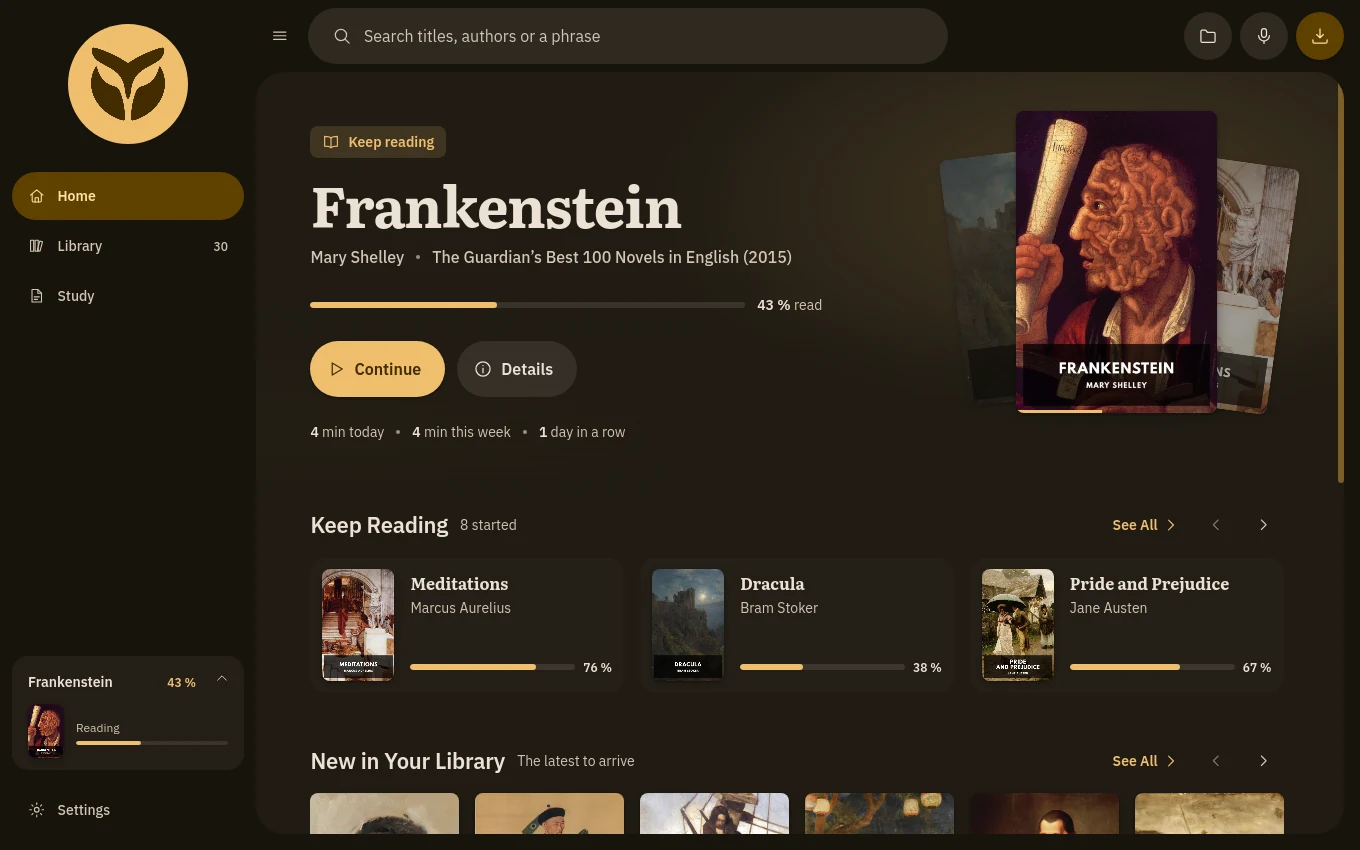 Search titles, authors or a phrase
Home
Library 30
Study
Keep reading
Frankenstein
Mary Shelley • The Guardian’s Best 100 Novels in English (2015)
43 % read
Continue
Details
4 min today • 4 min this week • 1 day in a row
FRANKENSTEIN
MARY SHELLEY
Keep Reading 8 started
See All
Meditations
Marcus Aurelius
76 %
MEDITATIONS
Dracula
Bram Stoker
38 %
DRACULA
Pride and Prejudice
Jane Austen
67 %
PRIDE
AND PREJUDICE
Frankenstein 43 %
Reading
Settings
New in Your Library The latest to arrive
See All